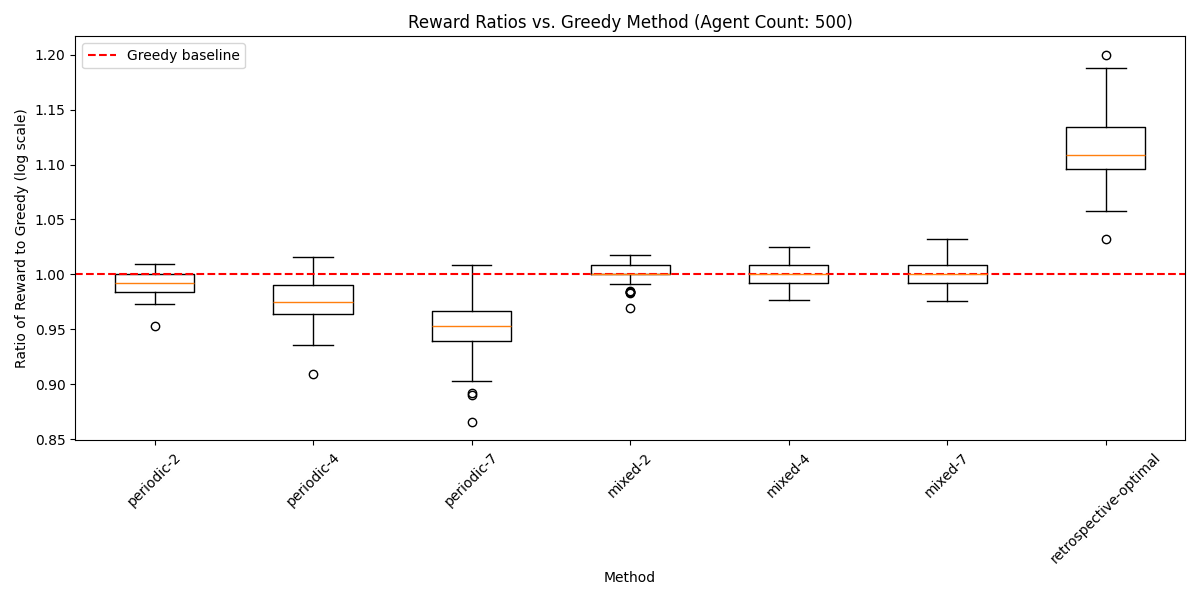 Reward Ratios vs. Greedy Method (Agent Count: 500)
Greedy baseline
Ratio of Reward to Greedy (log scale)
1.20
1.15
1.10
1.05
1.00
0.95
0.90
0.85
periodic-2
periodic-4
periodic-7
mixed-2
mixed-4
mixed-7
retrospective-optimal
Method